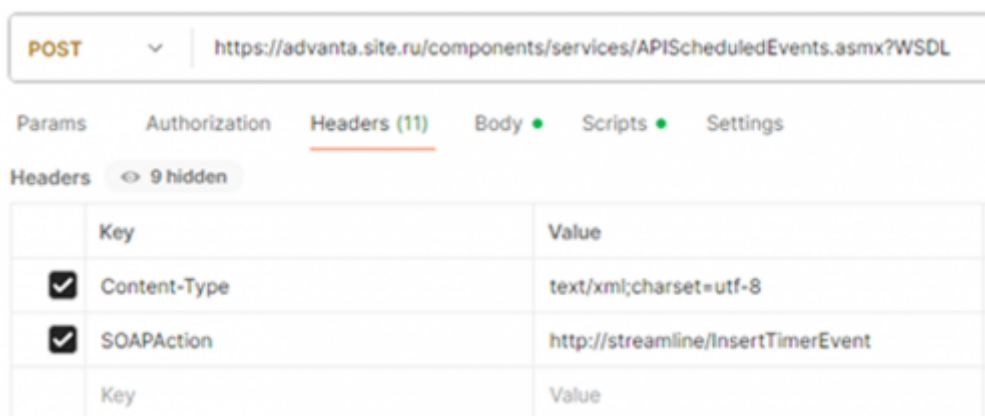 POST https://advanta.site.ru/components/services/APIScheduledEvents.asmx?WSDL
Params Authorization Headers (11) Body Scripts Settings
Headers 9 hidden
Key Value
Content-Type text/xml;charset=utf-8
SOAPAction http://streamline/InsertTimerEvent
Key Value